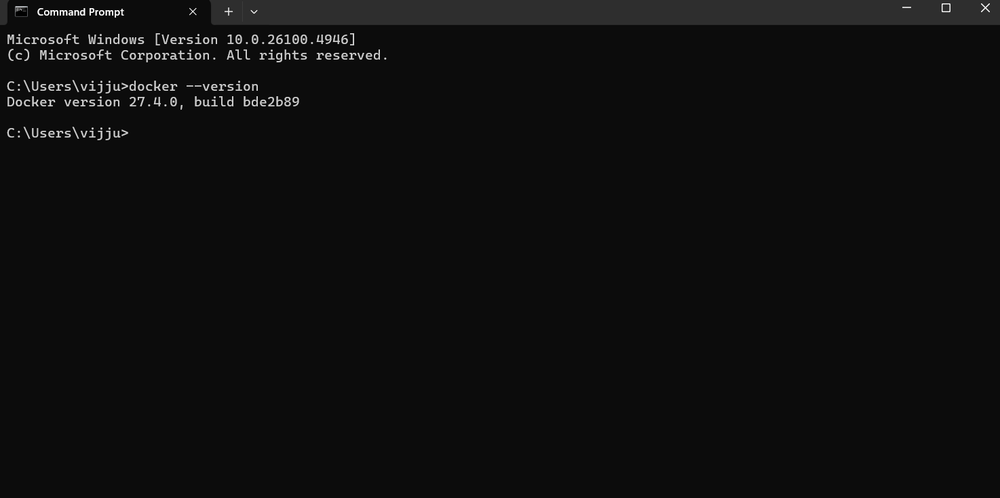 Command Prompt
Microsoft Windows [Version 10.0.26100.4946]
(c) Microsoft Corporation. All rights reserved.
C:\Users\vijju>docker --version
Docker version 27.4.0, build bde2b89
C:\Users\vijju>